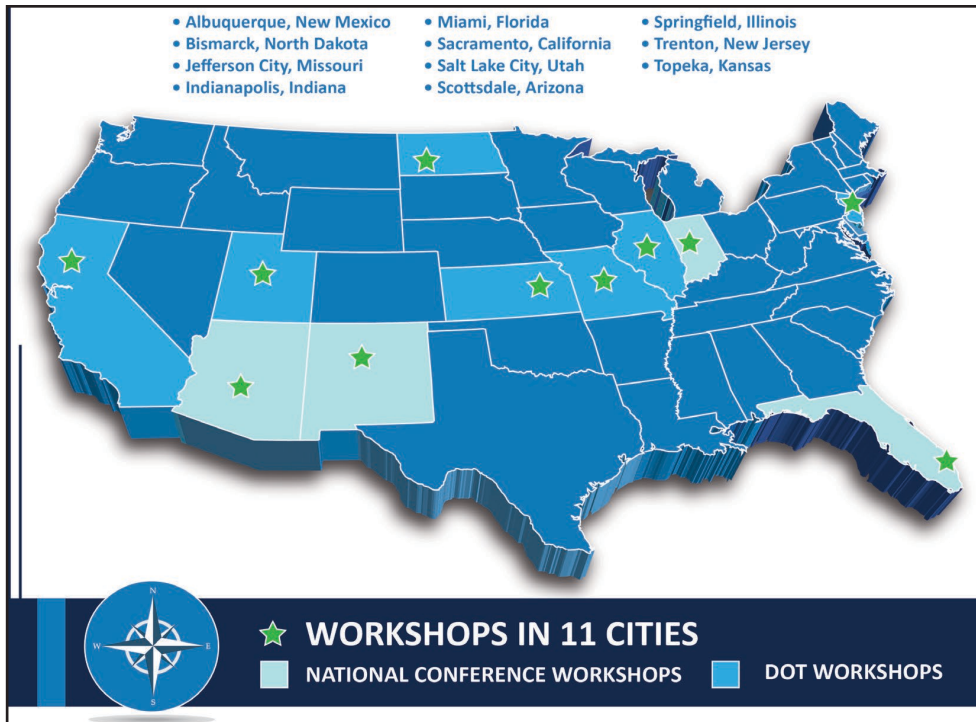 • Albuquerque, New Mexico
• Bismarck, North Dakota
• Jefferson City, Missouri
• Indianapolis, Indiana
• Miami, Florida
• Sacramento, California
• Salt Lake City, Utah
• Scottsdale, Arizona
• Springfield, Illinois
• Trenton, New Jersey
• Topeka, Kansas
N
W
E
S
WORKSHOPS IN 11 CITIES
NATIONAL CONFERENCE WORKSHOPS
DOT WORKSHOPS